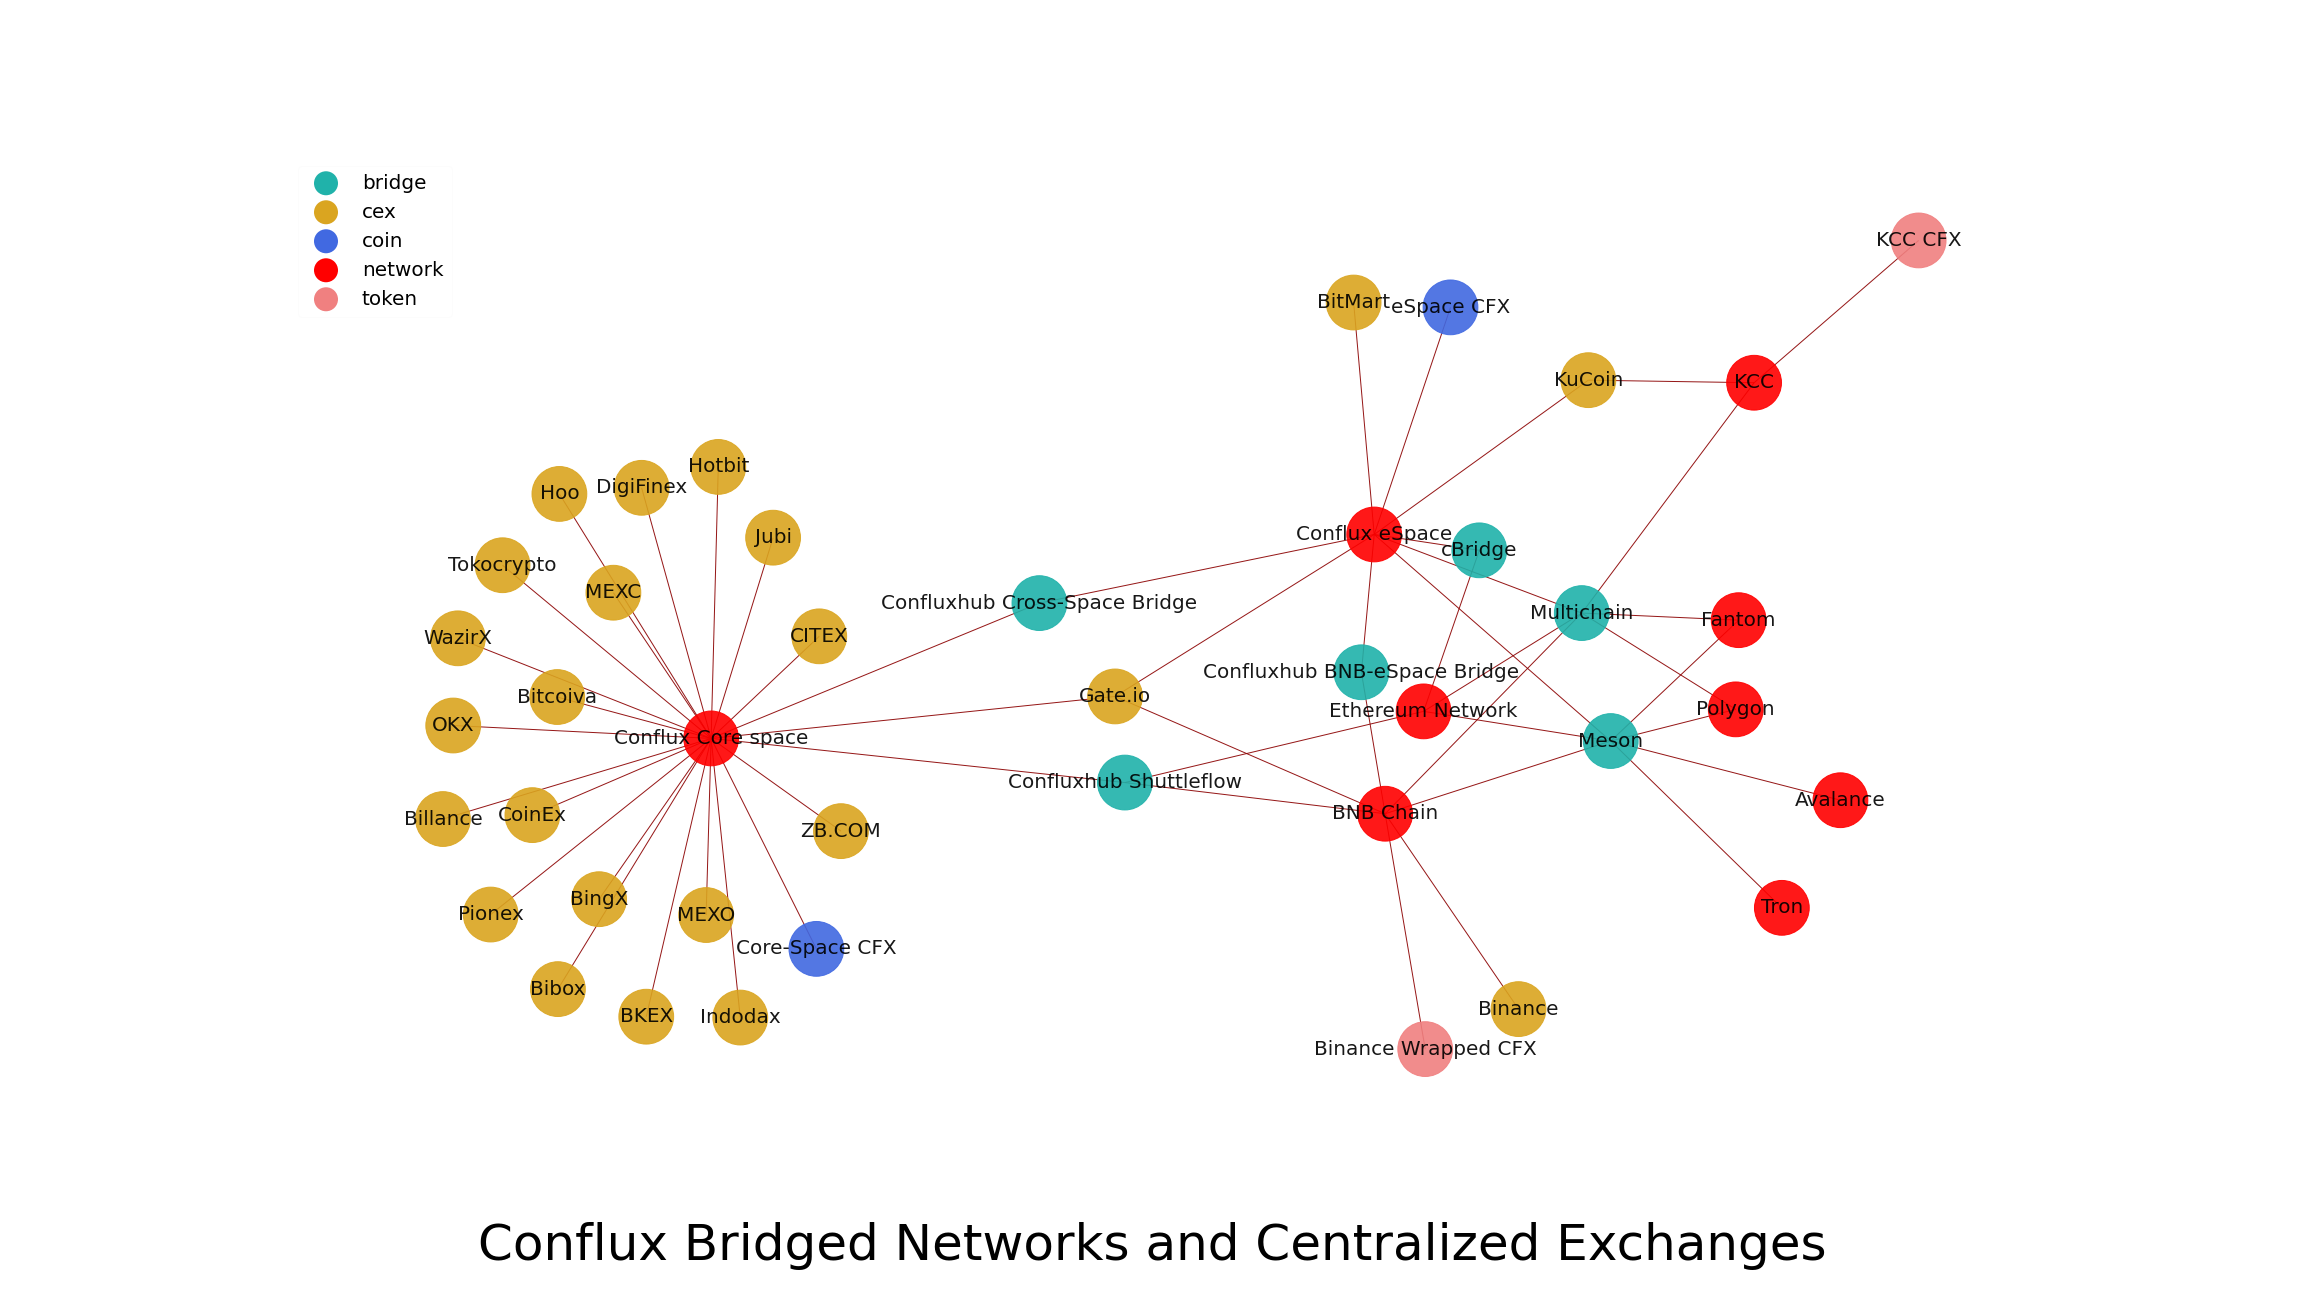 bridge
cex
coin
network
token
KCC CFX
BitMart
eSpace CFX
KuCoin
KCC
Hotbit
Hoo
DigiFinex
Jubi
Conflux eSpace
cBridge
Tokocrypto
MEXC
Confluxhub Cross-Space Bridge
Multichain
Fantom
WazirX
CITEX
Confluxhub BNB-eSpace Bridge
Bitcoiva
Gate.io
Ethereum Network
Polygon
OKX
Conflux Core space
Meson
Confluxhub Shuttleflow
Avalance
Billance
CoinEx
BNB Chain
ZB.COM
Pionex
BingX
MEXO
Tron
Core-Space CFX
Bibox
BKEX
Indodax
Binance
Binance Wrapped CFX
Conflux Bridged Networks and Centralized Exchanges